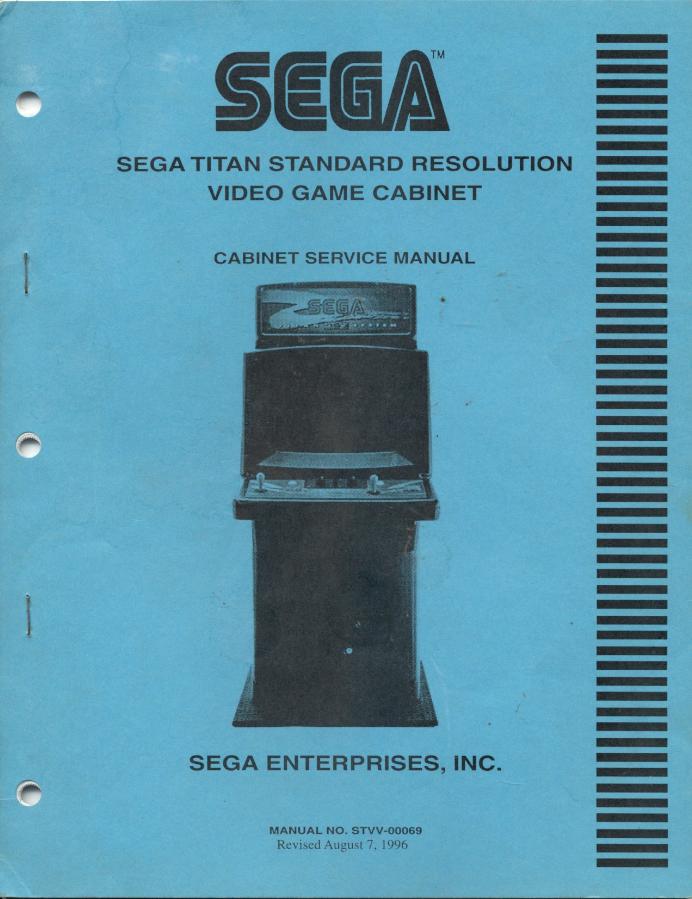 SEGA™
SEGA TITAN STANDARD RESOLUTION
VIDEO GAME CABINET
CABINET SERVICE MANUAL
SEGA
SEGA ENTERPRISES, INC.
MANUAL NO. STVV-00069
Revised August 7, 1996